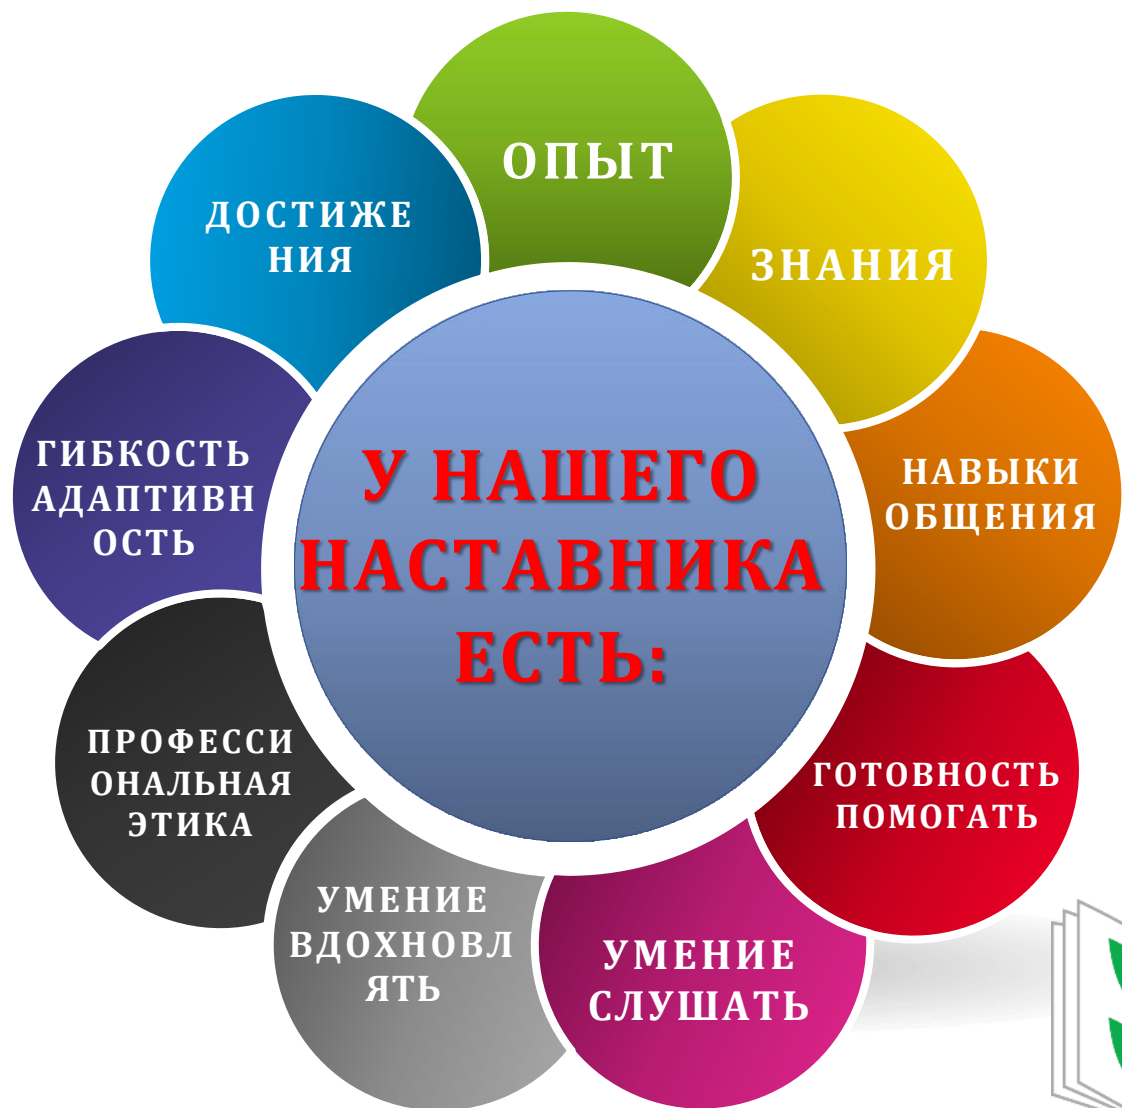 ОПЫТ
ЗНАНИЯ
НАВЫКИ
ОБЩЕНИЯ
ГОТОВНОСТЬ
ПОМОГАТЬ
УМЕНИЕ
СЛУШАТЬ
УМЕНИЕ
ВДОХНОВЛ
ЯТЬ
ПРОФЕССИ
ОНАЛЬНАЯ
ЭТИКА
ГИБКОСТЬ
АДАПТИВН
ОСТЬ
ДОСТИЖЕ
НИЯ
У НАШЕГО
НАСТАВНИКА
ЕСТЬ: